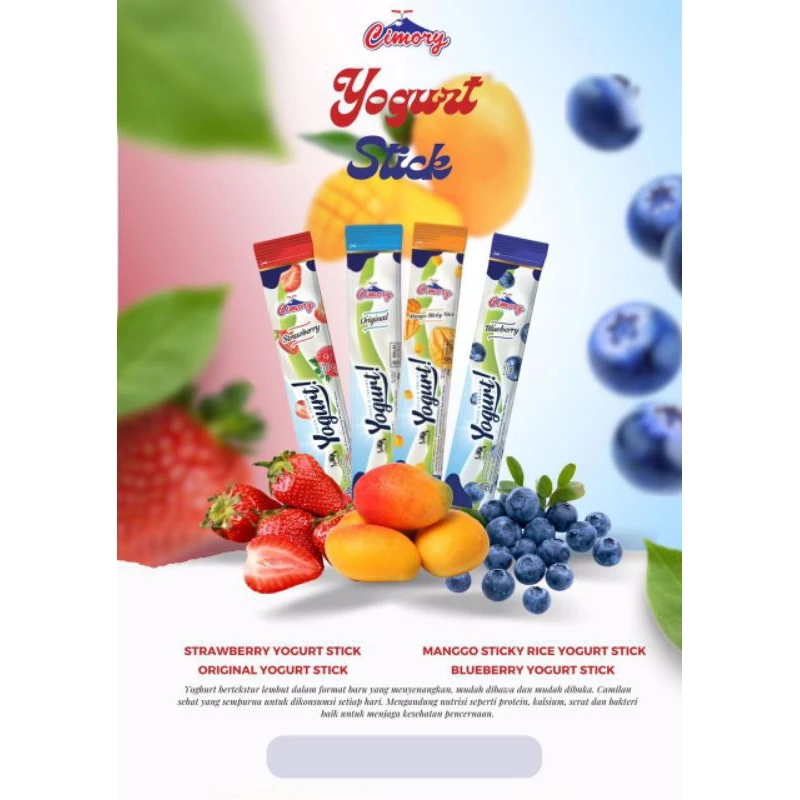 Cimory
Yogurt
Stick
Cimory
Strawberry
Yogurt!
Cimory
Original
Yogurt!
Cimory
Mango Sticky Rice
Yogurt!
Cimory
Blueberry
Yogurt!
STRAWBERRY YOGURT STICK
ORIGINAL YOGURT STICK
MANGGO STICKY RICE YOGURT STICK
BLUEBERRY YOGURT STICK
Yoghurt bertekstur lembut dalam format baru yang menyenangkan, mudah dibawa dan mudah dibuka. Camilan
sehat yang sempurna untuk dikonsumsi setiap hari. Mengandung nutrisi seperti protein, kalsium, serat dan bakteri
baik untuk menjaga kesehatan pencernaan.